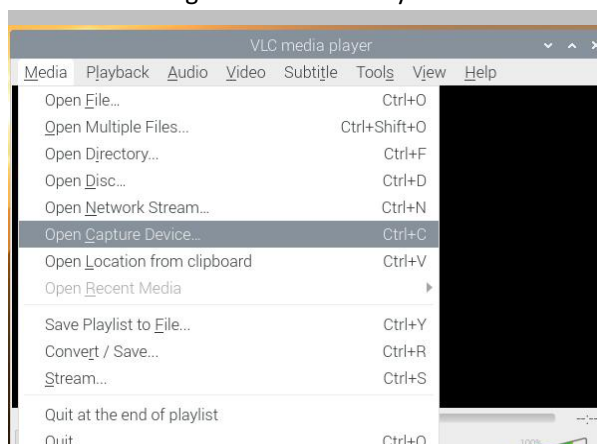 VLC media player
Media Playback Audio Video Subtitle Tools View Help
Open File... Ctrl+O
Open Multiple Files... Ctrl+Shift+O
Open Directory... Ctrl+F
Open Disc... Ctrl+D
Open Network Stream... Ctrl+N
Open Capture Device... Ctrl+C
Open Location from clipboard Ctrl+V
Open Recent Media
Save Playlist to File... Ctrl+Y
Convert / Save... Ctrl+R
Stream... Ctrl+S
Quit at the end of playlist
--:--
Quit Ctrl+Q
100%